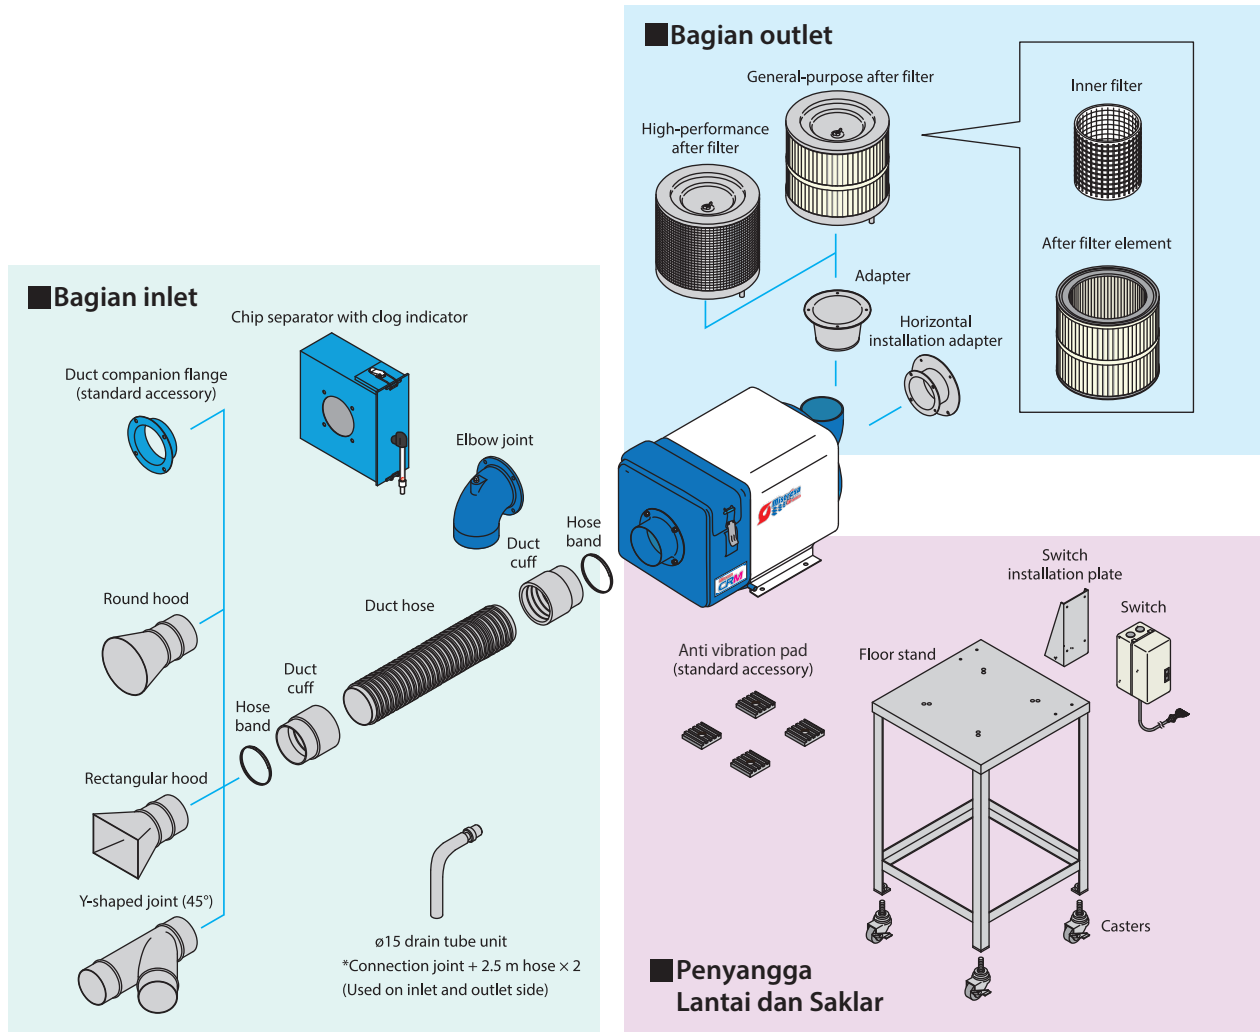 ■Bagian outlet
General-purpose after filter
High-performance
after filter
Inner filter
After filter element
Adapter
Horizontal
installation adapter
■Bagian inlet
Chip separator with clog indicator
Duct companion flange
(standard accessory)
Elbow joint
Hose
band
Duct
cuff
Duct hose
Round hood
Duct
cuff
Hose
band
Rectangular hood
Y-shaped joint (45°)
ø15 drain tube unit
*Connection joint + 2.5 m hose × 2
(Used on inlet and outlet side)
CRM
Switch
installation plate
Switch
Anti vibration pad
(standard accessory)
Floor stand
Casters
■Penyangga
Lantai dan Saklar